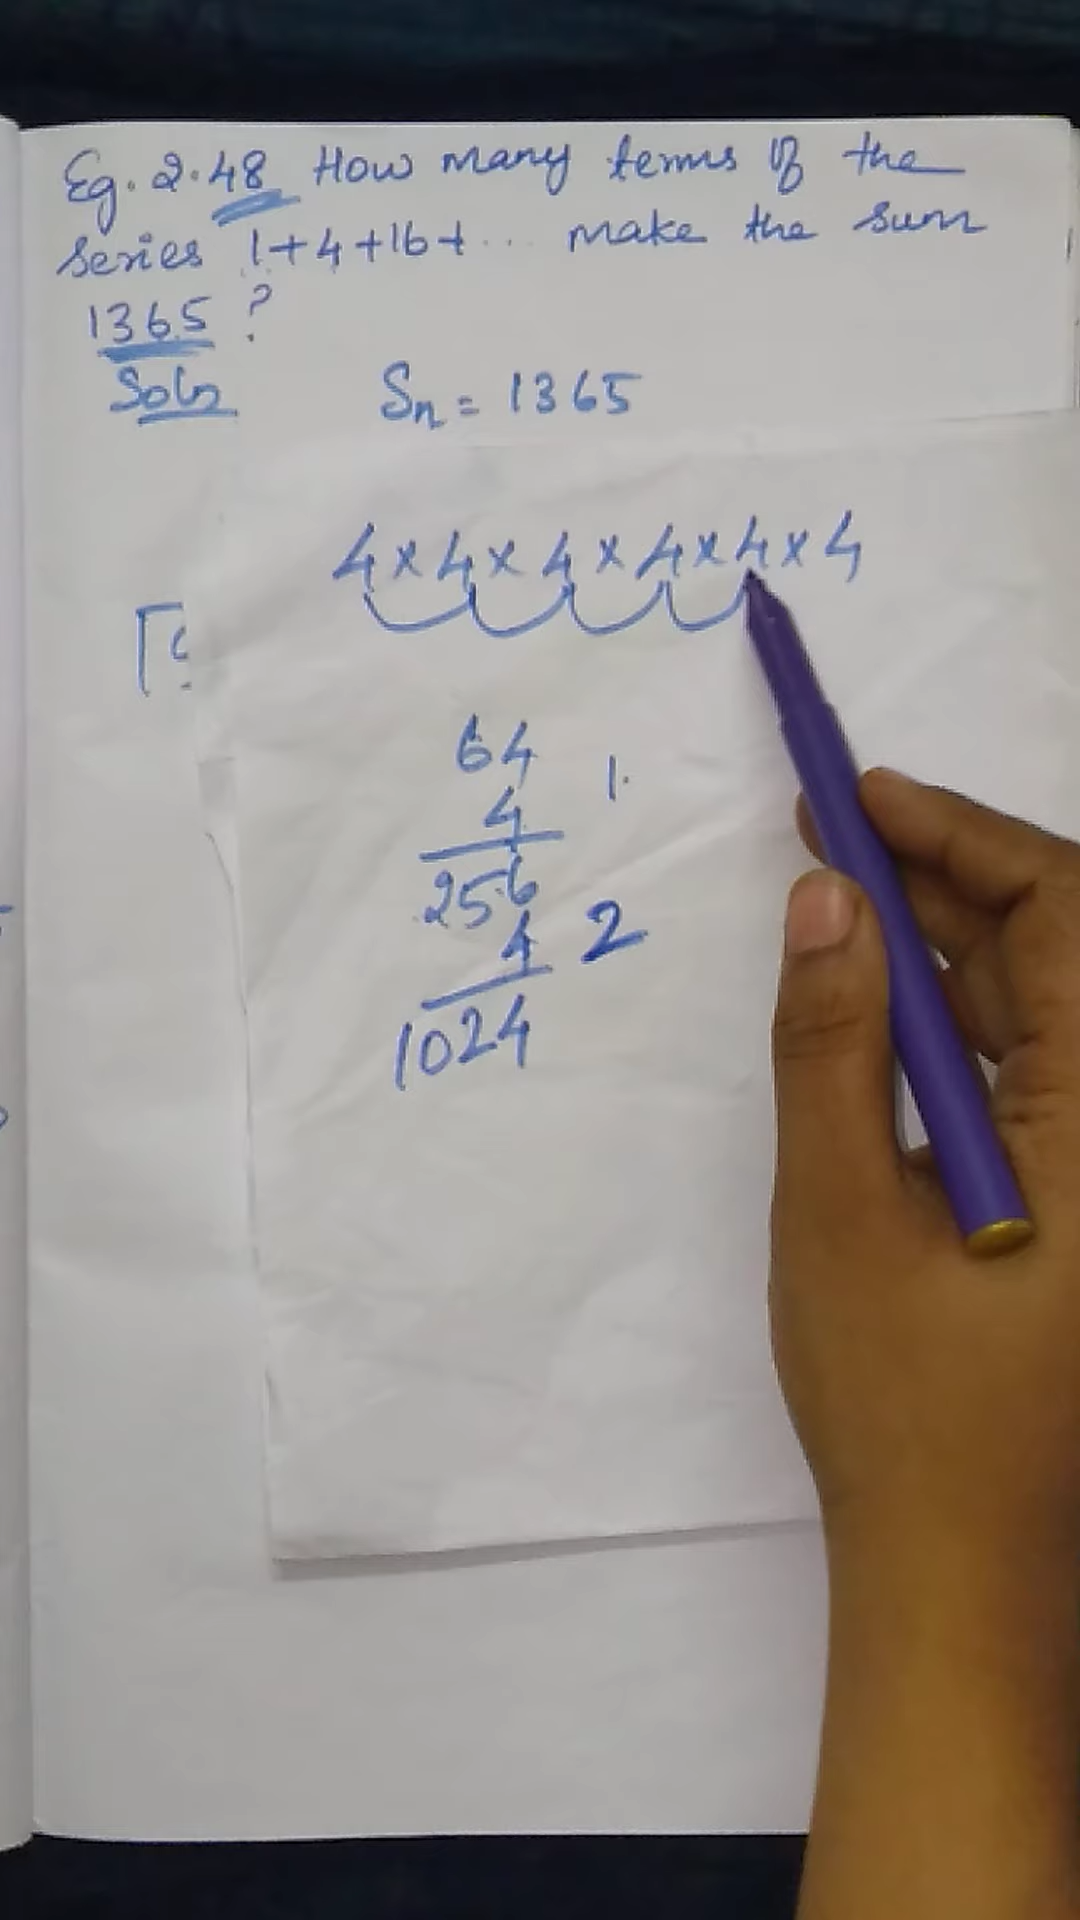 Eg. 2.48 How many terms of the
series 1+4+16+... make the sum
1365 ?
Soln
Sn = 1365
4 × 4 × 4 × 4 × 4 × 4
64 1.
4
256
4 2
1024